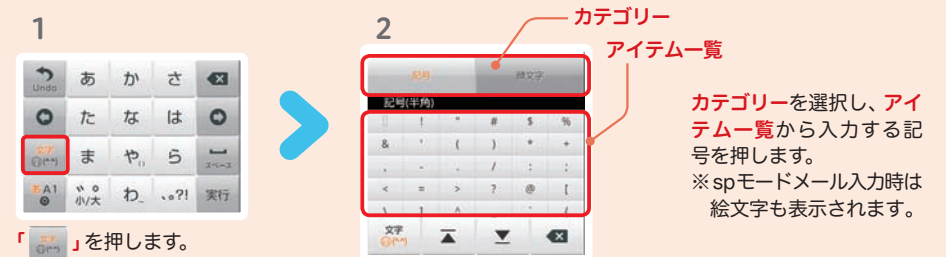 1
Undo あ か さ
た な は
文字 ま や ら スペース
あA1 小/大 わ 、。?! 実行
「文字」を押します。
2
カテゴリー
アイテム一覧
記号 顔文字
記号(半角)
! " # $ %
& ' ( ) * +
, - . / : ;
< = > ? @ [
\ ] ^ _ ` {
文字
カテゴリーを選択し、アイ
テム一覧から入力する記
号を押します。
※spモードメール入力時は
絵文字も表示されます。